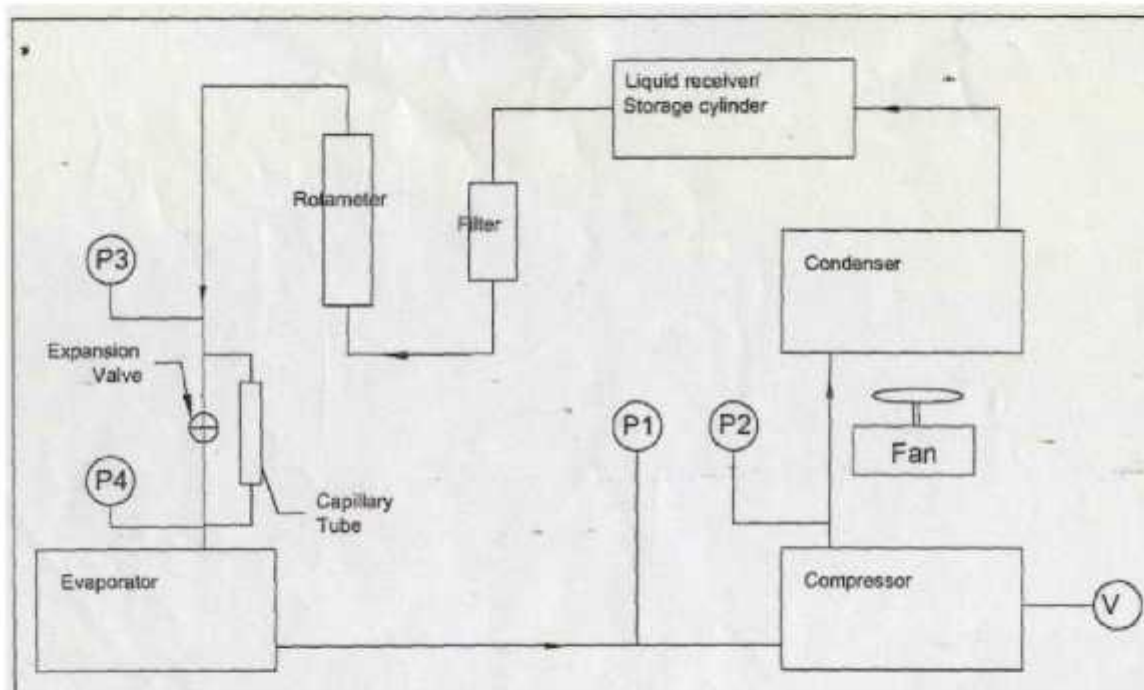 Liquid receiver/
Storage cylinder
Rotameter
Filter
P3
Condenser
Expansion
Valve
P1
P2
Fan
P4
Capillary
Tube
Evaporator
Compressor
V